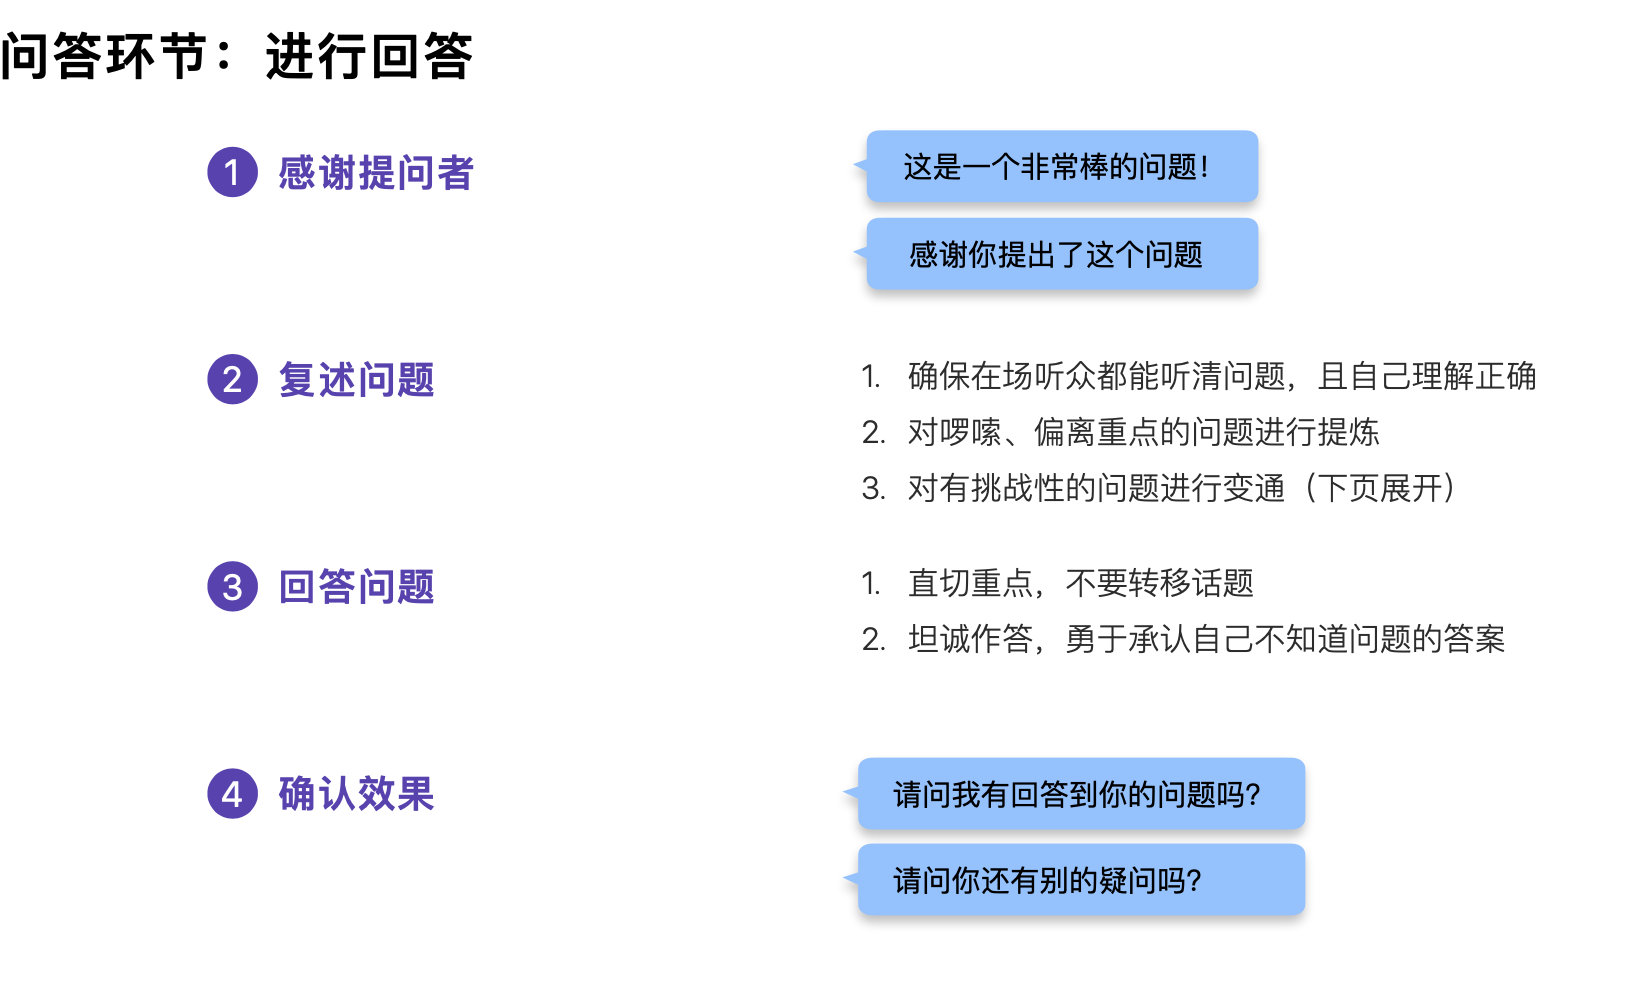 问答环节：进行回答
1 感谢提问者
这是一个非常棒的问题！
感谢你提出了这个问题
2 复述问题
1. 确保在场听众都能听清问题，且自己理解正确
2. 对啰嗦、偏离重点的问题进行提炼
3. 对有挑战性的问题进行变通（下页展开）
3 回答问题
1. 直切重点，不要转移话题
2. 坦诚作答，勇于承认自己不知道问题的答案
4 确认效果
请问我有回答到你的问题吗？
请问你还有别的疑问吗？